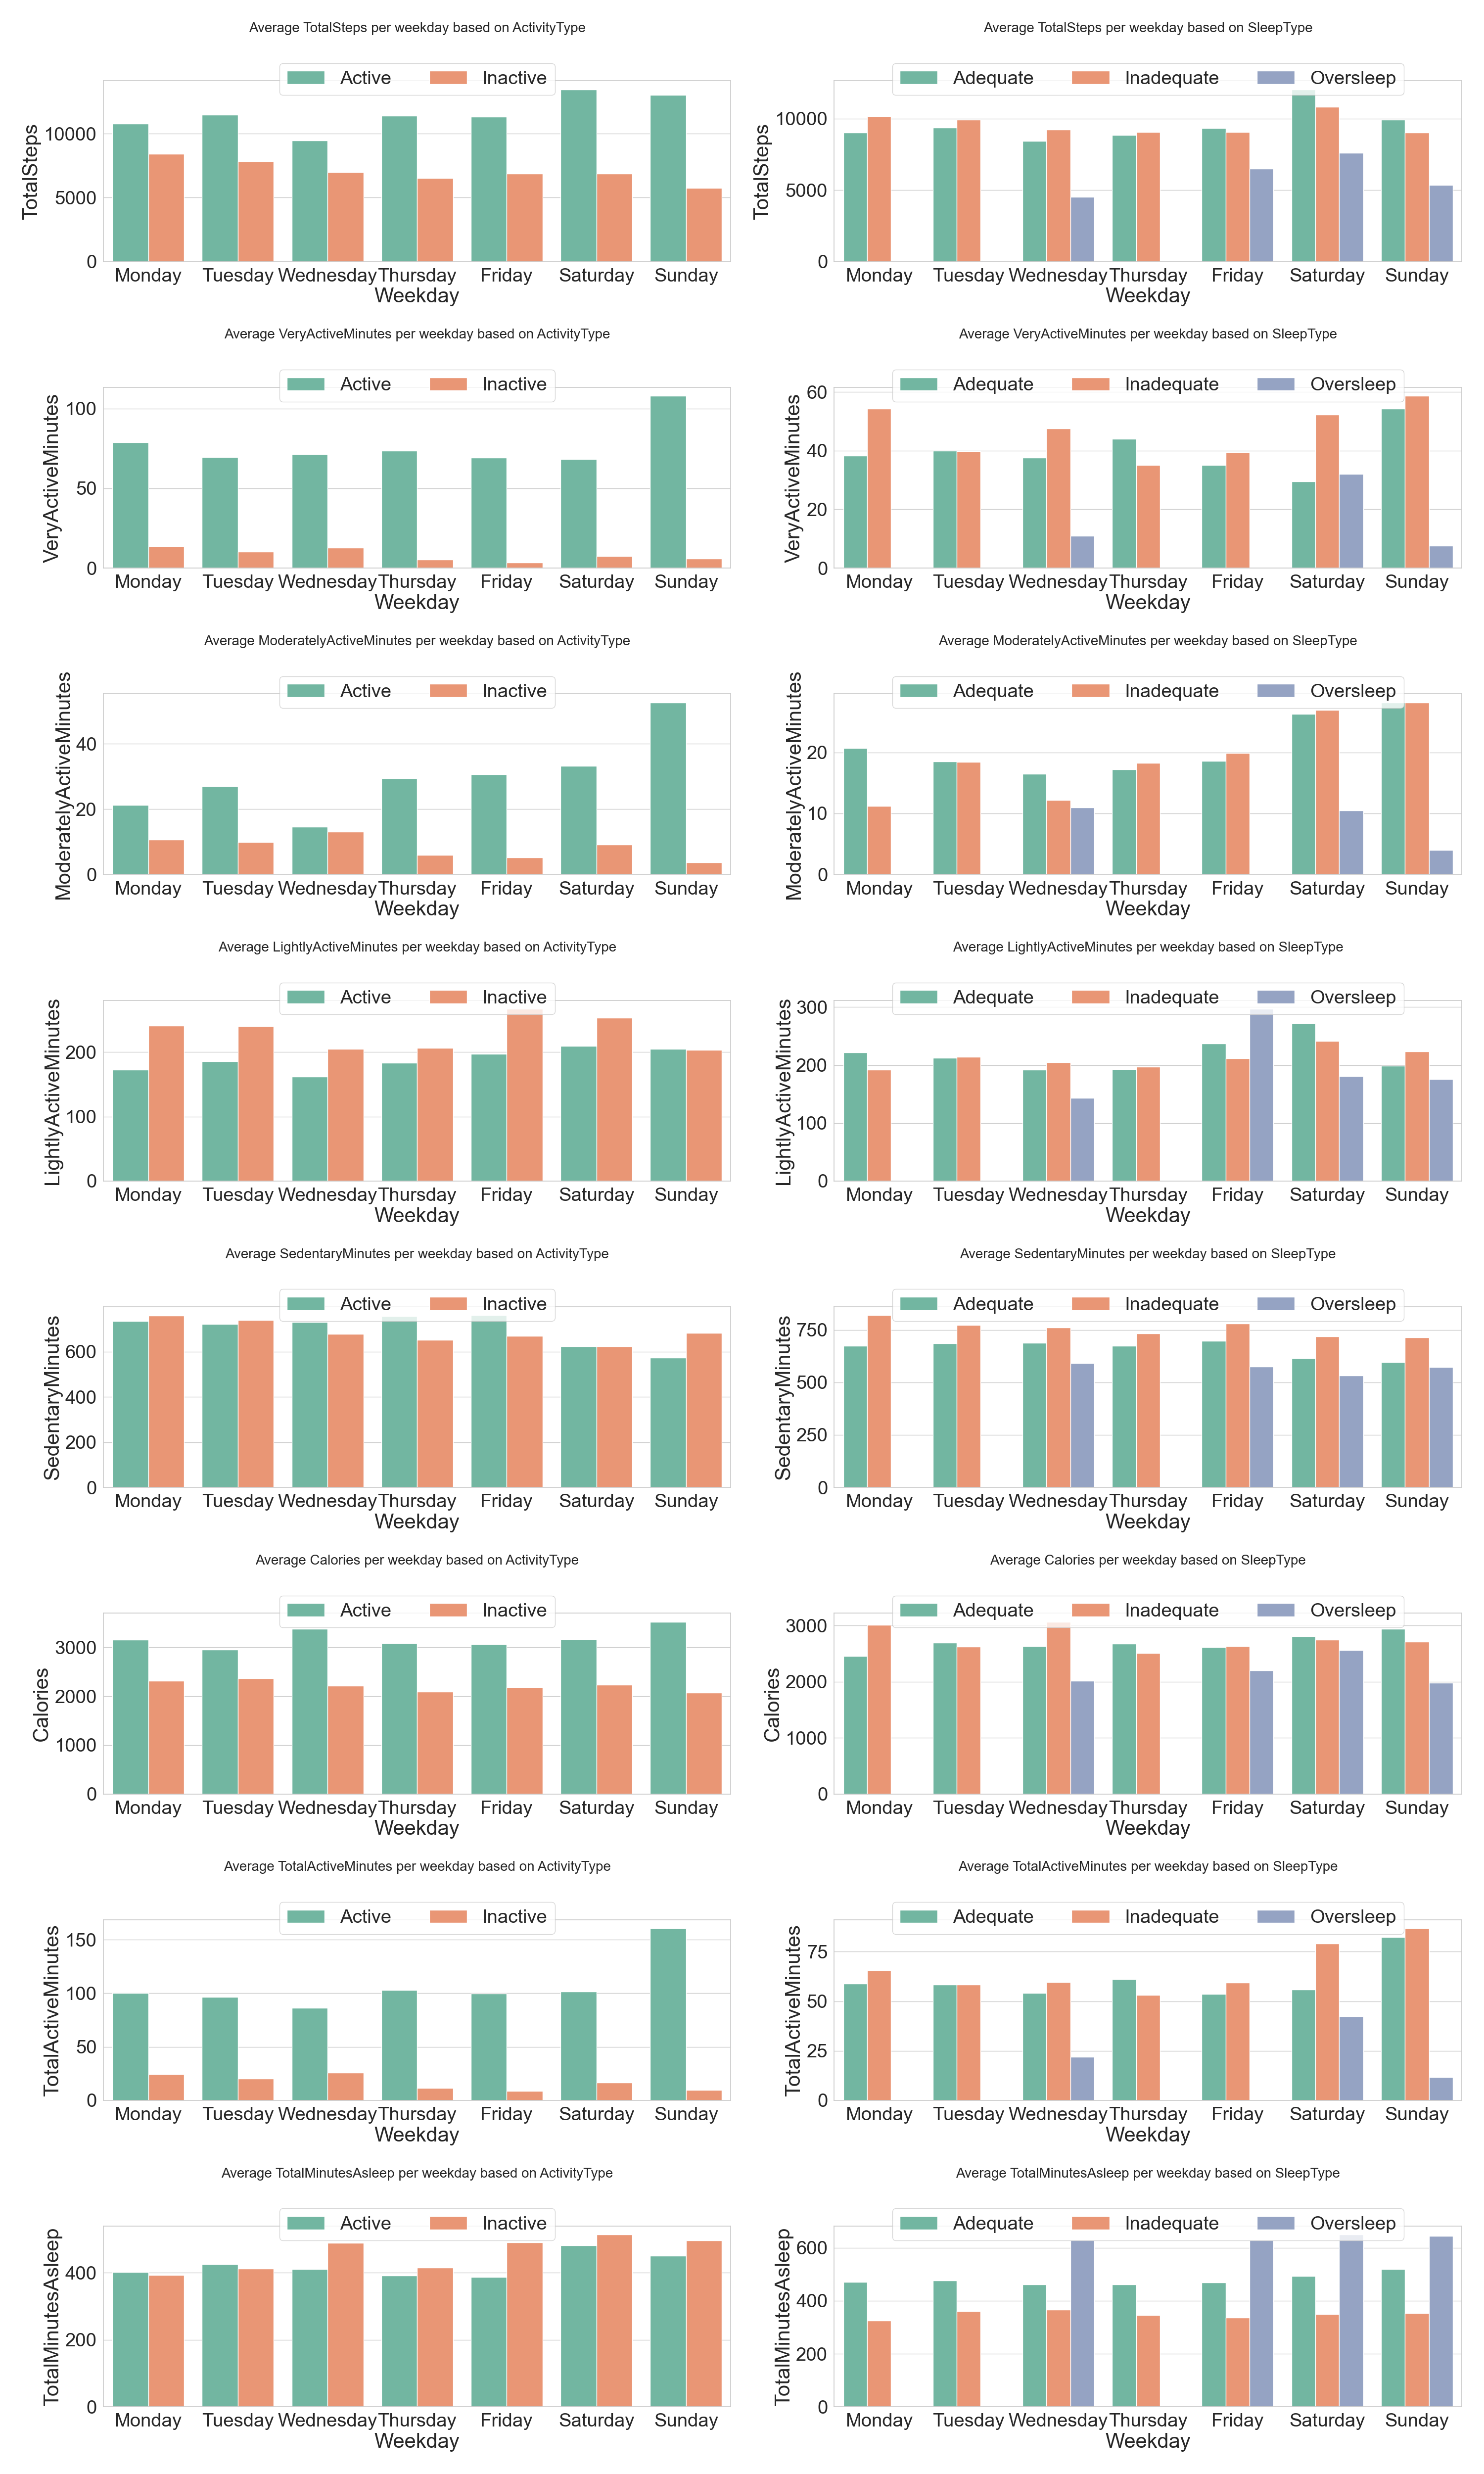 Average TotalSteps per weekday based on ActivityType
Active Inactive
TotalSteps
10000
5000
0
Monday Tuesday Wednesday Thursday Friday Saturday Sunday
Weekday
Average TotalSteps per weekday based on SleepType
Adequate Inadequate Oversleep
TotalSteps
10000
5000
0
Monday Tuesday Wednesday Thursday Friday Saturday Sunday
Weekday
Average VeryActiveMinutes per weekday based on ActivityType
Active Inactive
VeryActiveMinutes
100
50
0
Monday Tuesday Wednesday Thursday Friday Saturday Sunday
Weekday
Average VeryActiveMinutes per weekday based on SleepType
Adequate Inadequate Oversleep
VeryActiveMinutes
60
40
20
0
Monday Tuesday Wednesday Thursday Friday Saturday Sunday
Weekday
Average ModeratelyActiveMinutes per weekday based on ActivityType
Active Inactive
ModeratelyActiveMinutes
40
20
0
Monday Tuesday Wednesday Thursday Friday Saturday Sunday
Weekday
Average ModeratelyActiveMinutes per weekday based on SleepType
Adequate Inadequate Oversleep
ModeratelyActiveMinutes
20
10
0
Monday Tuesday Wednesday Thursday Friday Saturday Sunday
Weekday
Average LightlyActiveMinutes per weekday based on ActivityType
Active Inactive
LightlyActiveMinutes
200
100
0
Monday Tuesday Wednesday Thursday Friday Saturday Sunday
Weekday
Average LightlyActiveMinutes per weekday based on SleepType
Adequate Inadequate Oversleep
LightlyActiveMinutes
300
200
100
0
Monday Tuesday Wednesday Thursday Friday Saturday Sunday
Weekday
Average SedentaryMinutes per weekday based on ActivityType
Active Inactive
SedentaryMinutes
600
400
200
0
Monday Tuesday Wednesday Thursday Friday Saturday Sunday
Weekday
Average SedentaryMinutes per weekday based on SleepType
Adequate Inadequate Oversleep
SedentaryMinutes
750
500
250
0
Monday Tuesday Wednesday Thursday Friday Saturday Sunday
Weekday
Average Calories per weekday based on ActivityType
Active Inactive
Calories
3000
2000
1000
0
Monday Tuesday Wednesday Thursday Friday Saturday Sunday
Weekday
Average Calories per weekday based on SleepType
Adequate Inadequate Oversleep
Calories
3000
2000
1000
0
Monday Tuesday Wednesday Thursday Friday Saturday Sunday
Weekday
Average TotalActiveMinutes per weekday based on ActivityType
Active Inactive
TotalActiveMinutes
150
100
50
0
Monday Tuesday Wednesday Thursday Friday Saturday Sunday
Weekday
Average TotalActiveMinutes per weekday based on SleepType
Adequate Inadequate Oversleep
TotalActiveMinutes
75
50
25
0
Monday Tuesday Wednesday Thursday Friday Saturday Sunday
Weekday
Average TotalMinutesAsleep per weekday based on ActivityType
Active Inactive
TotalMinutesAsleep
400
200
0
Monday Tuesday Wednesday Thursday Friday Saturday Sunday
Weekday
Average TotalMinutesAsleep per weekday based on SleepType
Adequate Inadequate Oversleep
TotalMinutesAsleep
600
400
200
0
Monday Tuesday Wednesday Thursday Friday Saturday Sunday
Weekday